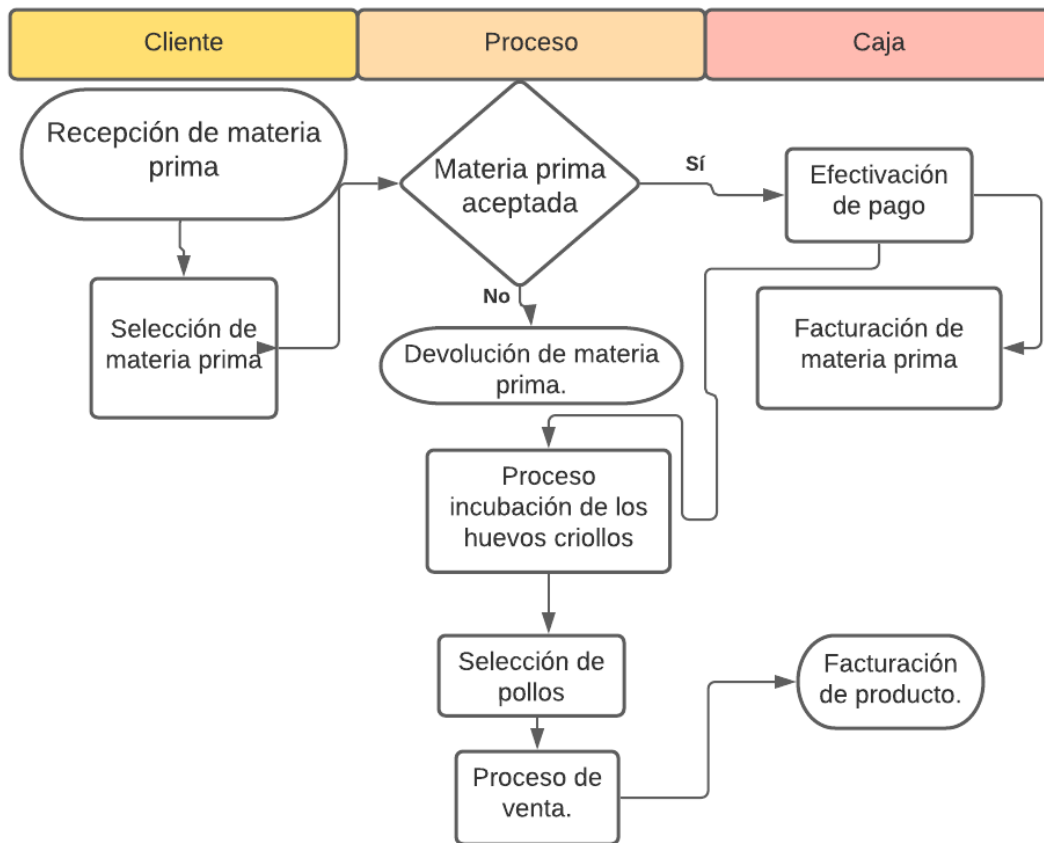 Cliente
Proceso
Caja
Recepción de materia
prima
Materia prima
aceptada
Sí
Efectivación
de pago
Selección de
materia prima
No
Devolución de materia
prima.
Facturación de
materia prima
Proceso
incubación de los
huevos criollos
Selección de
pollos
Facturación
de producto.
Proceso de
venta.